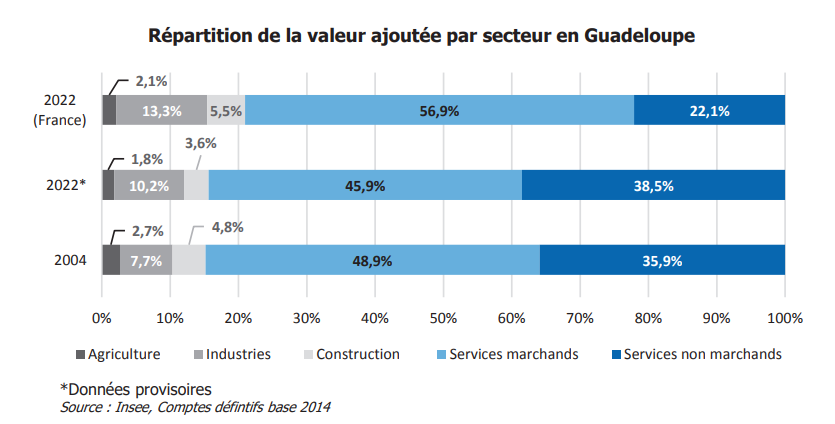 Répartition de la valeur ajoutée par secteur en Guadeloupe
2,1%
2022
(France)
13,3% 5,5% 56,9% 22,1%
3,6%
1,8%
2022*
10,2% 45,9% 38,5%
2,7% 4,8%
2004
7,7% 48,9% 35,9%
0% 10% 20% 30% 40% 50% 60% 70% 80% 90% 100%
Agriculture Industries Construction Services marchands Services non marchands
*Données provisoires
Source : Insee, Comptes défintifs base 2014